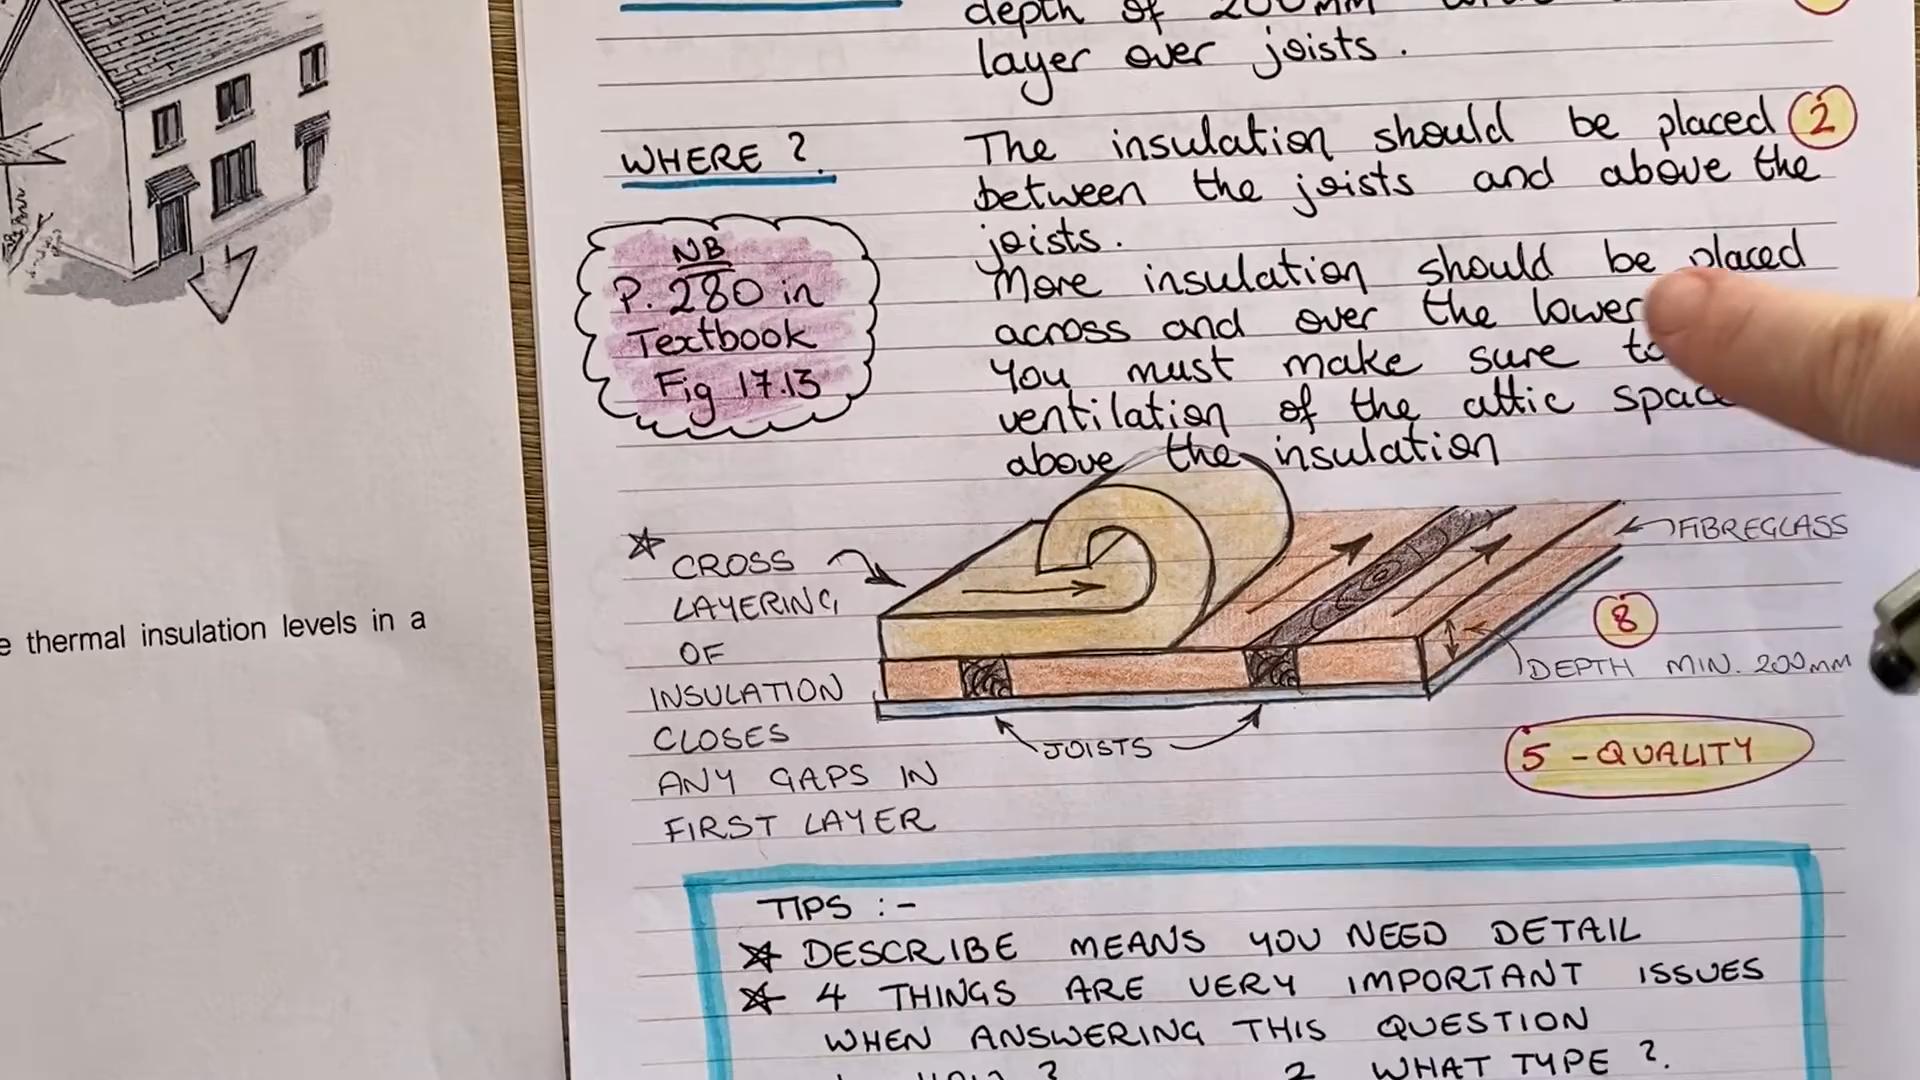 depth of 200mm
layer over joists.
WHERE ?
The insulation should be placed 2
between the joists and above the
joists.
More insulation should be placed
across and over the lower
You must make sure to
ventilation of the attic space
above the insulation
NB
P. 280 in
Textbook
Fig 17.13
☆ CROSS
LAYERING
OF
INSULATION
CLOSES
ANY GAPS IN
FIRST LAYER
FIBREGLASS
8
DEPTH MIN. 200mm
JOISTS
5 - QUALITY
thermal insulation levels in a
TIPS :-
☆ DESCRIBE MEANS YOU NEED DETAIL
☆ 4 THINGS ARE VERY IMPORTANT ISSUES
WHEN ANSWERING THIS QUESTION
2 WHAT TYPE ?.